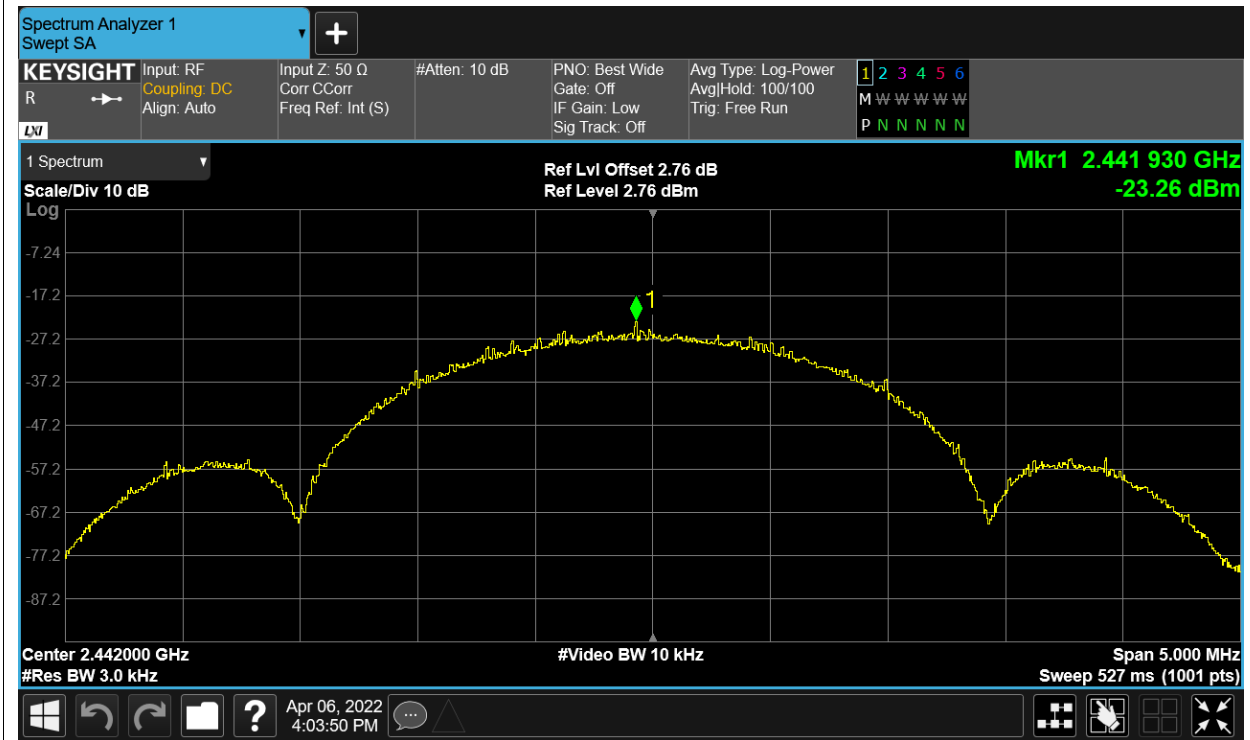 Spectrum Analyzer 1
Swept SA
KEYSIGHT
R
LXI
Input: RF
Coupling: DC
Align: Auto
Input Z: 50 Ω
Corr CCorr
Freq Ref: Int (S)
#Atten: 10 dB
PNO: Best Wide
Gate: Off
IF Gain: Low
Sig Track: Off
Avg Type: Log-Power
Avg|Hold: 100/100
Trig: Free Run
1 2 3 4 5 6
M W W W W W
P N N N N N
1 Spectrum
Scale/Div 10 dB
Log
Ref Lvl Offset 2.76 dB
Ref Level 2.76 dBm
Mkr1 2.441 930 GHz
-23.26 dBm
1
-7.24
-17.2
-27.2
-37.2
-47.2
-57.2
-67.2
-77.2
-87.2
Center 2.442000 GHz
#Res BW 3.0 kHz
#Video BW 10 kHz
Span 5.000 MHz
Sweep 527 ms (1001 pts)
?
Apr 06, 2022
4:03:50 PM